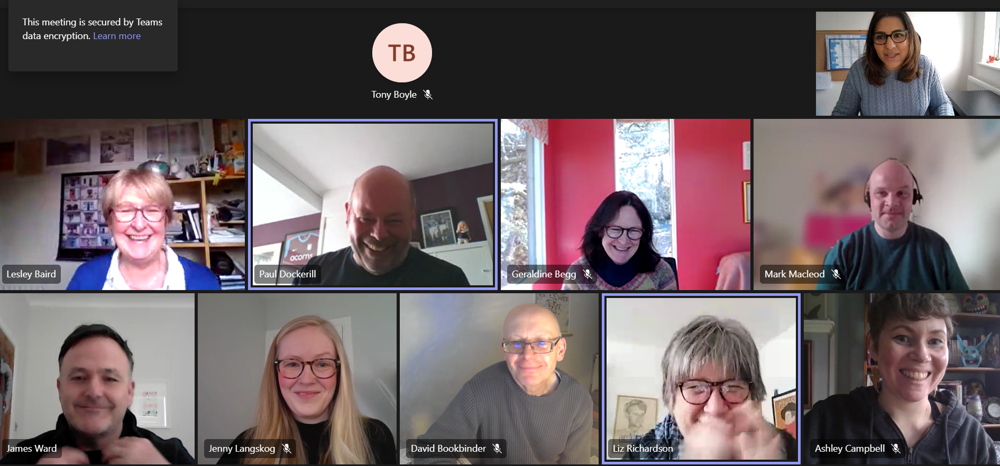 This meeting is secured by Teams
data encryption. Learn more
TB
Tony Boyle
acorns
Lesley Baird
Paul Dockerill
Geraldine Begg
Mark Macleod
James Ward
Jenny Langskog
David Bookbinder
Liz Richardson
Ashley Campbell